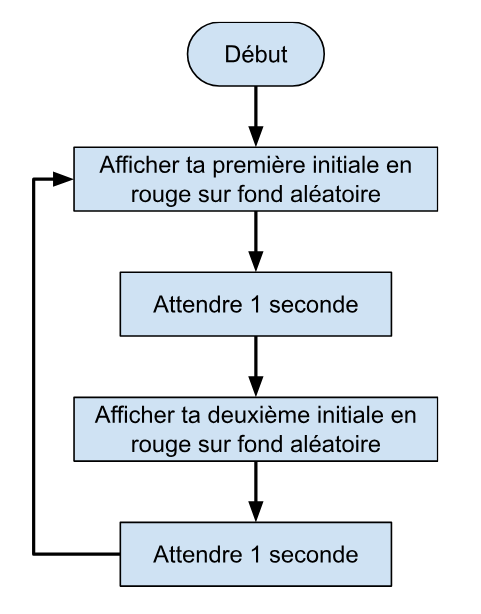 Début
Afficher ta première initiale en
rouge sur fond aléatoire
Attendre 1 seconde
Afficher ta deuxième initiale en
rouge sur fond aléatoire
Attendre 1 seconde